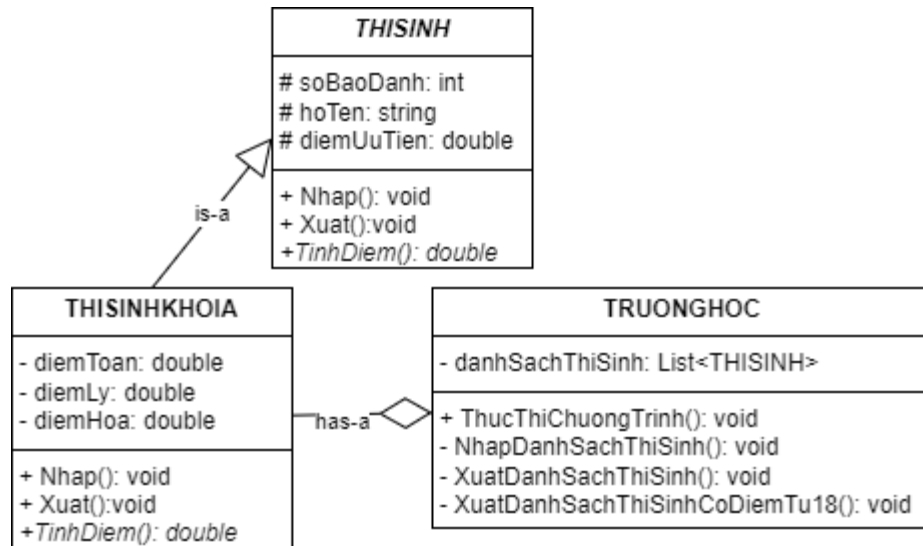 THISINH
# soBaoDanh: int
# hoTen: string
# diemUuTien: double
+ Nhap(): void
+ Xuat():void
+TinhDiem(): double
is-a
THISINHKHOIA
- diemToan: double
- diemLy: double
- diemHoa: double
+ Nhap(): void
+ Xuat():void
+TinhDiem(): double
has-a
TRUONGHOC
- danhSachThiSinh: List<THISINH>
+ ThucThiChuongTrinh(): void
- NhapDanhSachThiSinh(): void
- XuatDanhSachThiSinh(): void
- XuatDanhSachThiSinhCoDiemTu18(): void